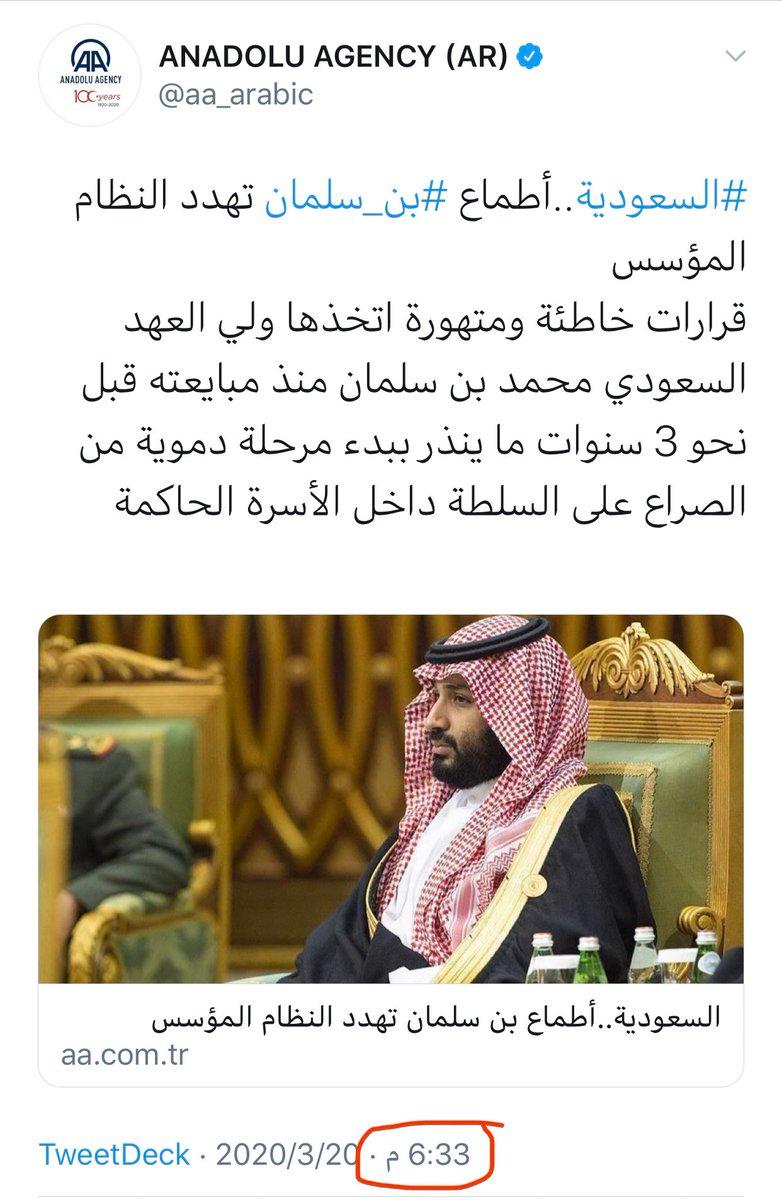 ANADOLU AGENCY (AR)
@aa_arabic
AA
ANADOLU AGENCY
100 years
1920-2020
#السعودية..أطماع #بن_سلمان تهدد النظام
المؤسس
قرارات خاطئة ومتهورة اتخذها ولي العهد
السعودي محمد بن سلمان منذ مبايعته قبل
نحو 3 سنوات ما ينذر ببدء مرحلة دموية من
الصراع على السلطة داخل الأسرة الحاكمة
السعودية..أطماع بن سلمان تهدد النظام المؤسس
aa.com.tr
6:33 م · 2020/3/20 · TweetDeck